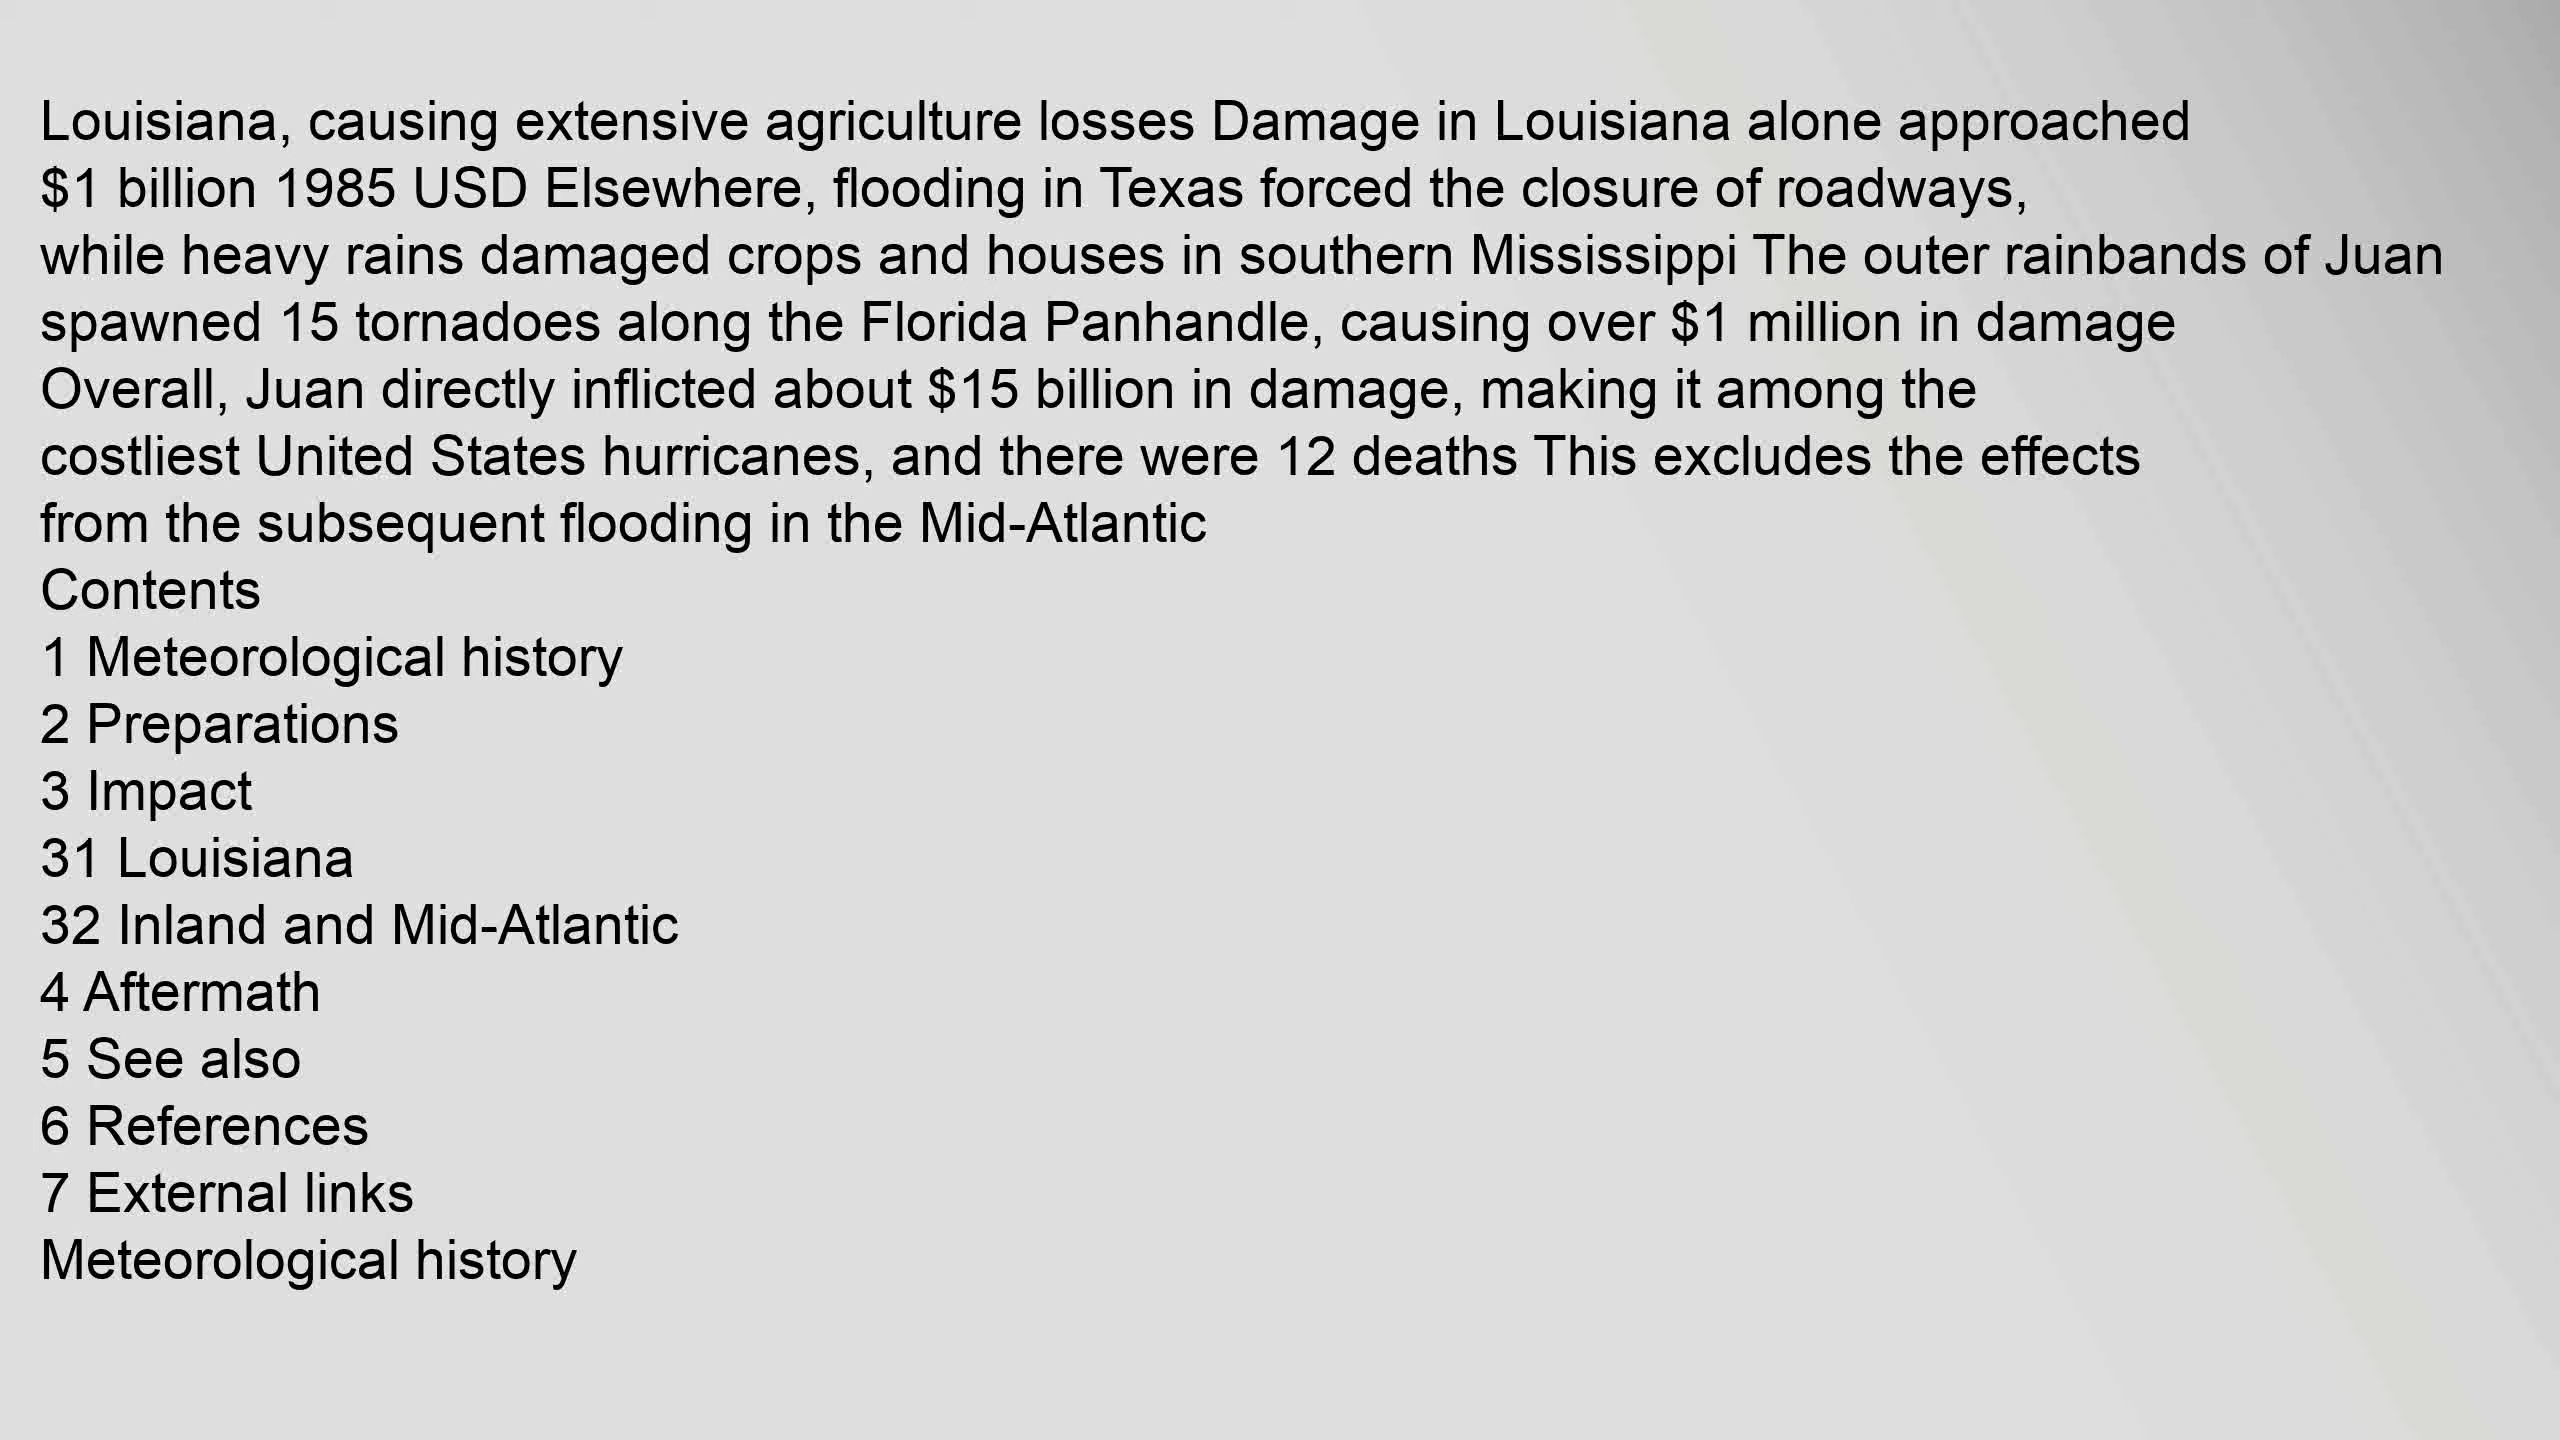 Louisiana, causing extensive agriculture losses Damage in Louisiana alone approached
$1 billion 1985 USD Elsewhere, flooding in Texas forced the closure of roadways,
while heavy rains damaged crops and houses in southern Mississippi The outer rainbands of Juan
spawned 15 tornadoes along the Florida Panhandle, causing over $1 million in damage
Overall, Juan directly inflicted about $15 billion in damage, making it among the
costliest United States hurricanes, and there were 12 deaths This excludes the effects
from the subsequent flooding in the Mid-Atlantic
Contents
1 Meteorological history
2 Preparations
3 Impact
31 Louisiana
32 Inland and Mid-Atlantic
4 Aftermath
5 See also
6 References
7 External links
Meteorological history